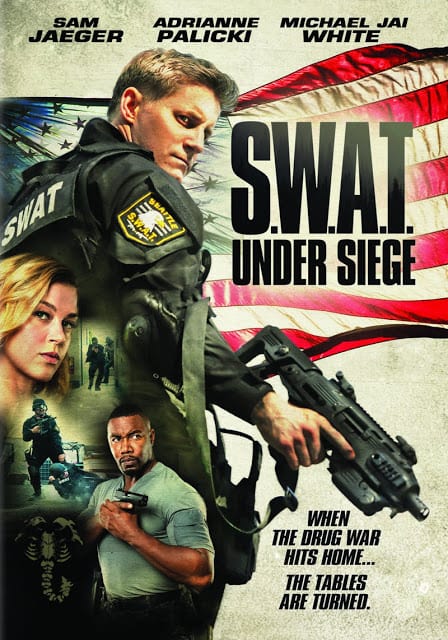 SAM
JAEGER
ADRIANNE
PALICKI
MICHAEL JAI
WHITE
SWAT
SEATTLE
S.W.A.T.
S.W.A.T.
UNDER SIEGE
WHEN
THE DRUG WAR
HITS HOME...
THE TABLES
ARE TURNED.